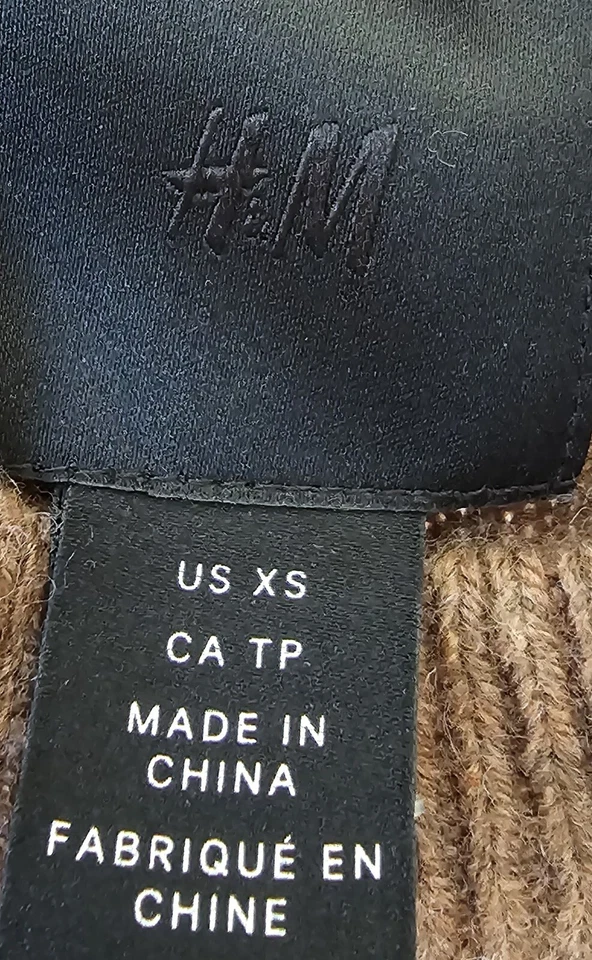 H&M
US XS
CA TP
MADE IN
CHINA
FABRIQUÉ EN
CHINE